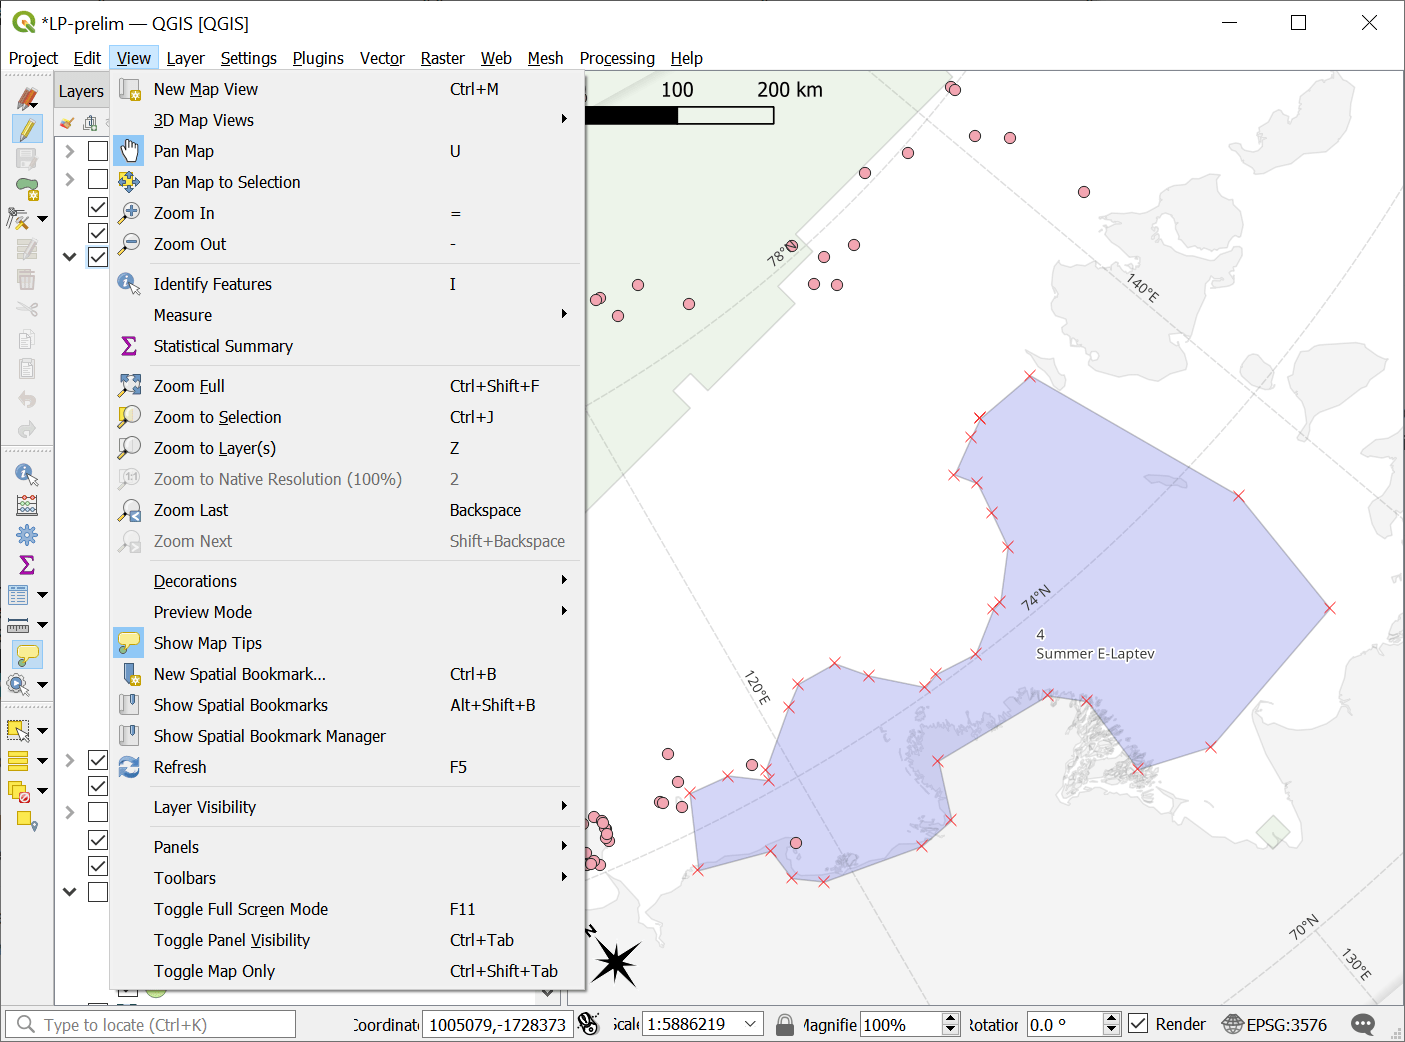 *LP-prelim — QGIS [QGIS]
Project Edit View Layer Settings Plugins Vector Raster Web Mesh Processing Help
Layers
New Map View Ctrl+M
3D Map Views
Pan Map U
Pan Map to Selection
Zoom In =
Zoom Out -
Identify Features I
Measure
Statistical Summary
Zoom Full Ctrl+Shift+F
Zoom to Selection Ctrl+J
Zoom to Layer(s) Z
Zoom to Native Resolution (100%) 2
Zoom Last Backspace
Zoom Next Shift+Backspace
Decorations
Preview Mode
Show Map Tips
New Spatial Bookmark... Ctrl+B
Show Spatial Bookmarks Alt+Shift+B
Show Spatial Bookmark Manager
Refresh F5
Layer Visibility
Panels
Toolbars
Toggle Full Screen Mode F11
Toggle Panel Visibility Ctrl+Tab
Toggle Map Only Ctrl+Shift+Tab
100 200 km
78°N
140°E
74°N
4
Summer E-Laptev
120°E
70°N
130°E
N
Type to locate (Ctrl+K) Coordinat 1005079,-1728373 Scale 1:5886219 Magnifie 100% Rotation 0.0 ° Render EPSG:3576